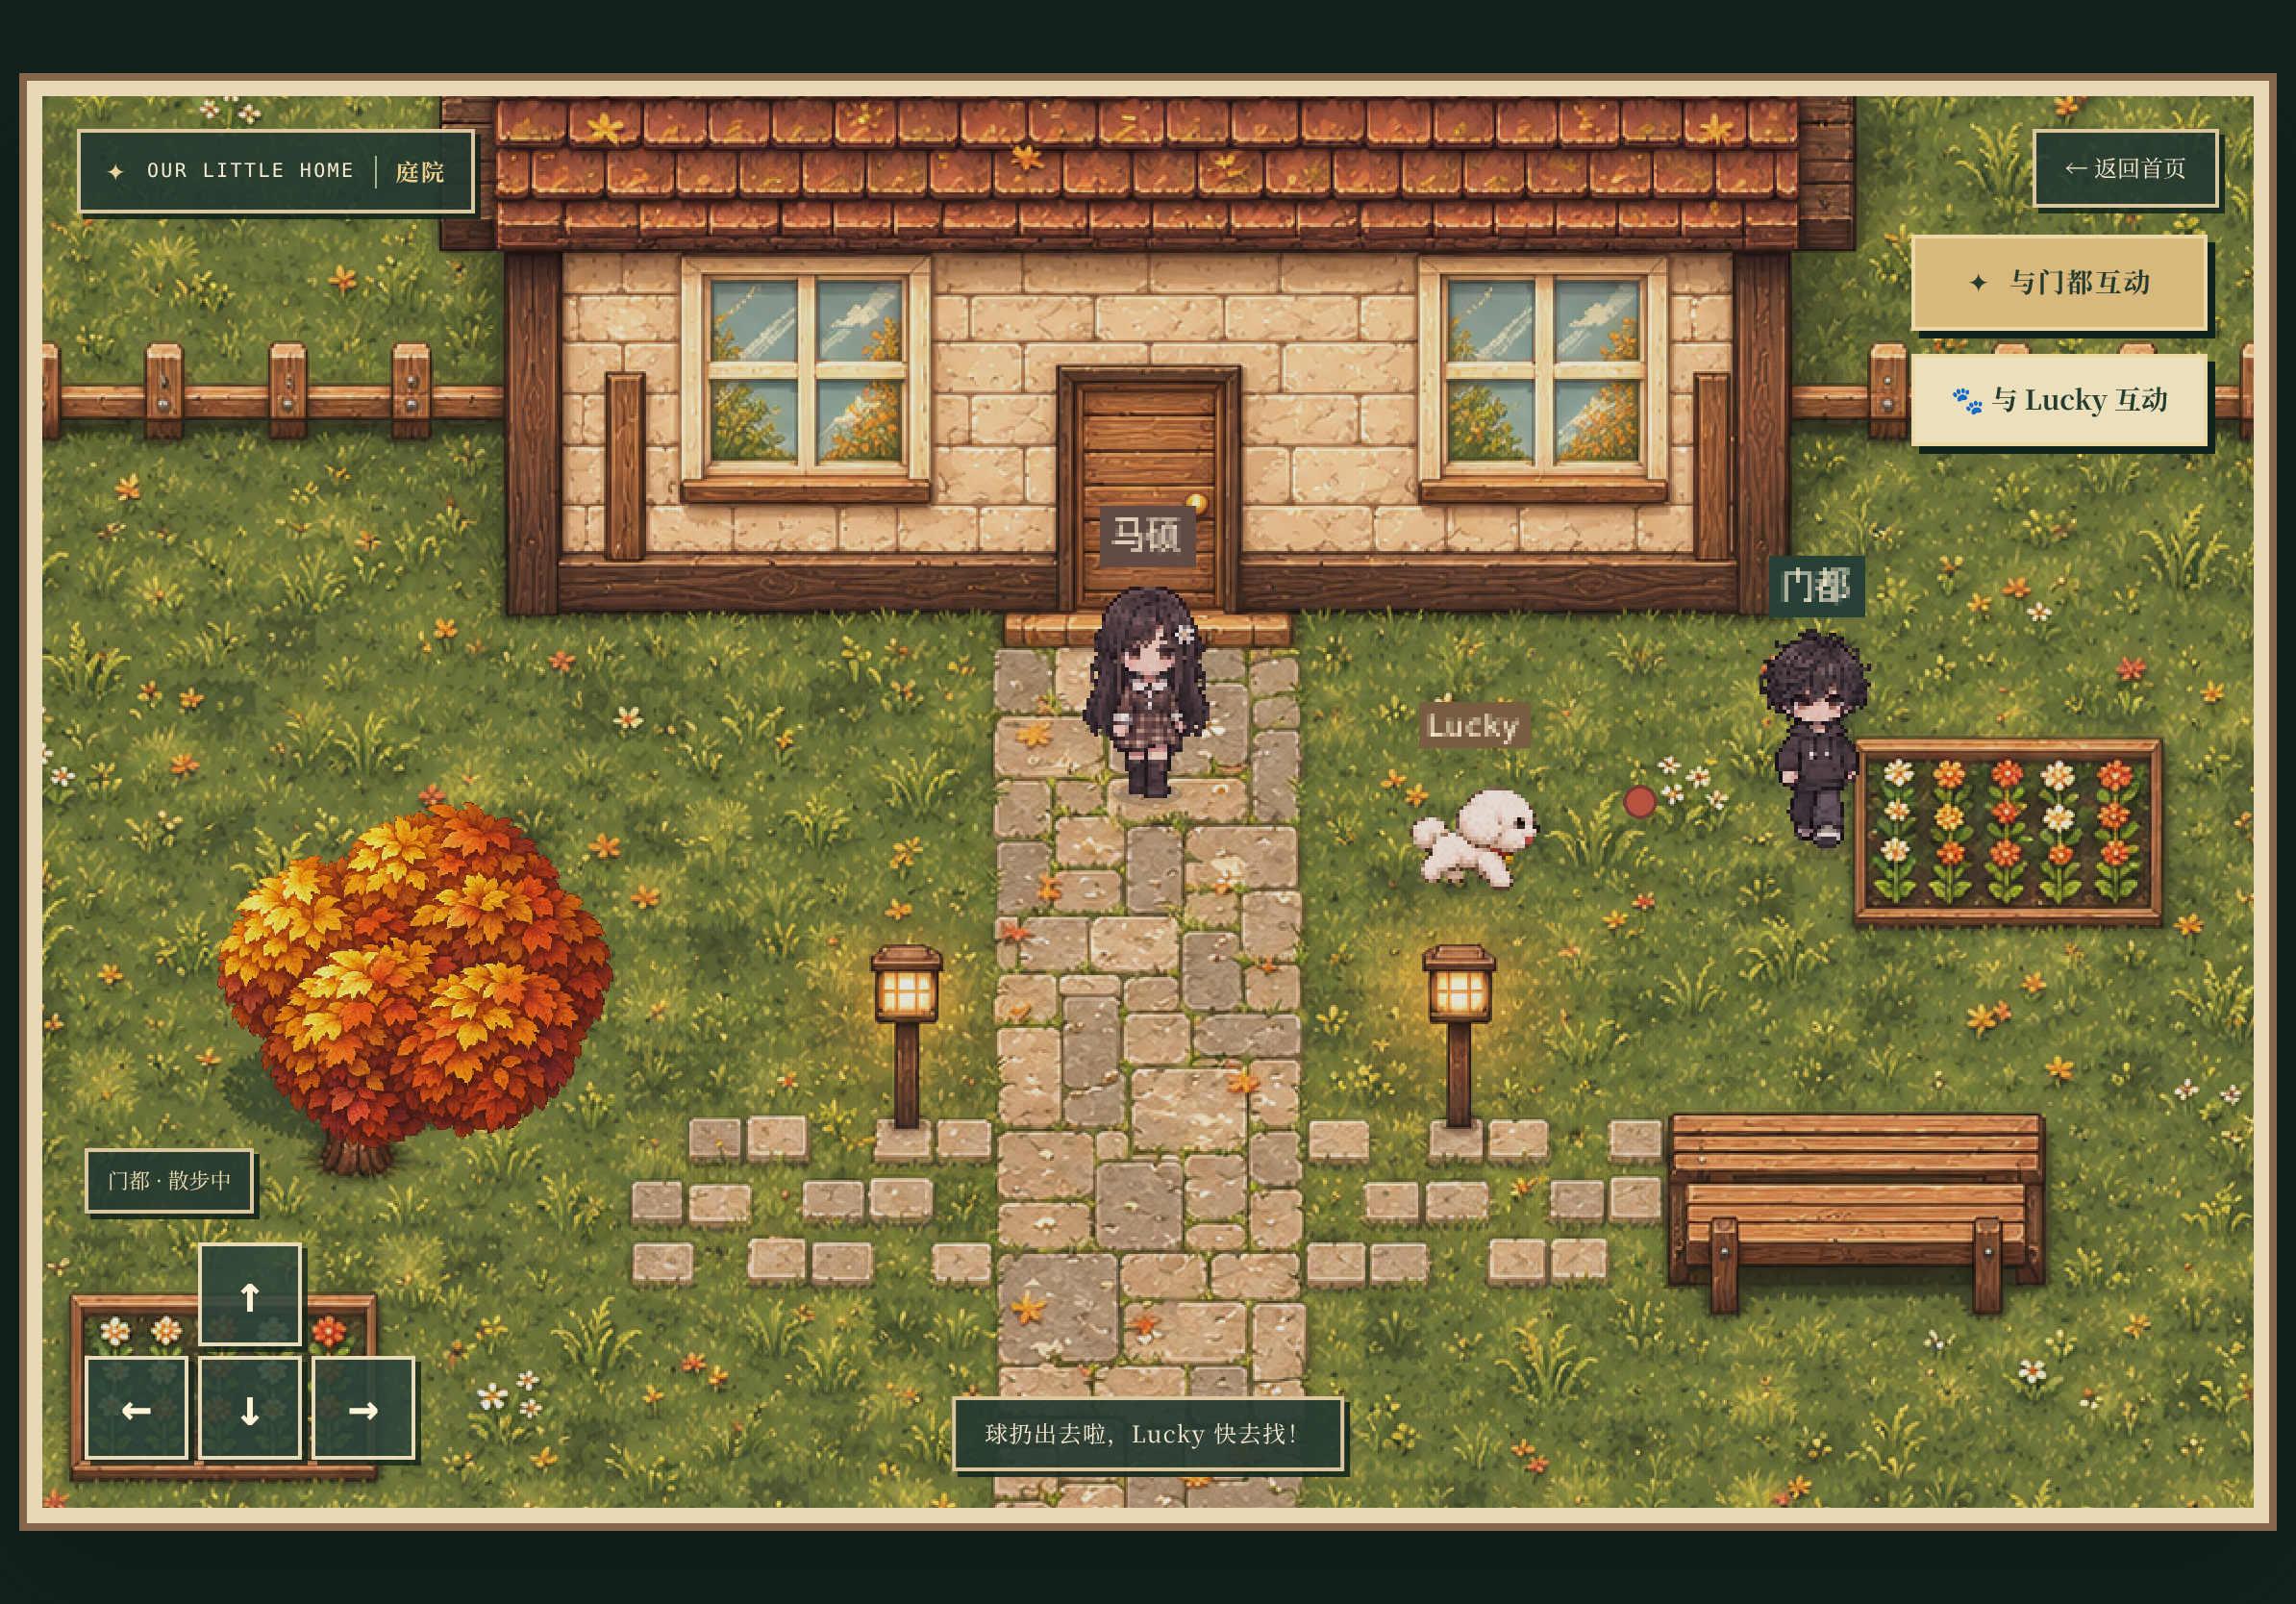 ✦ OUR LITTLE HOME | 庭院
← 返回首页
✦ 与门都互动
🐾 与 Lucky 互动
马硕
门都
Lucky
门都 · 散步中
↑
← ↓ →
球扔出去啦，Lucky 快去找！